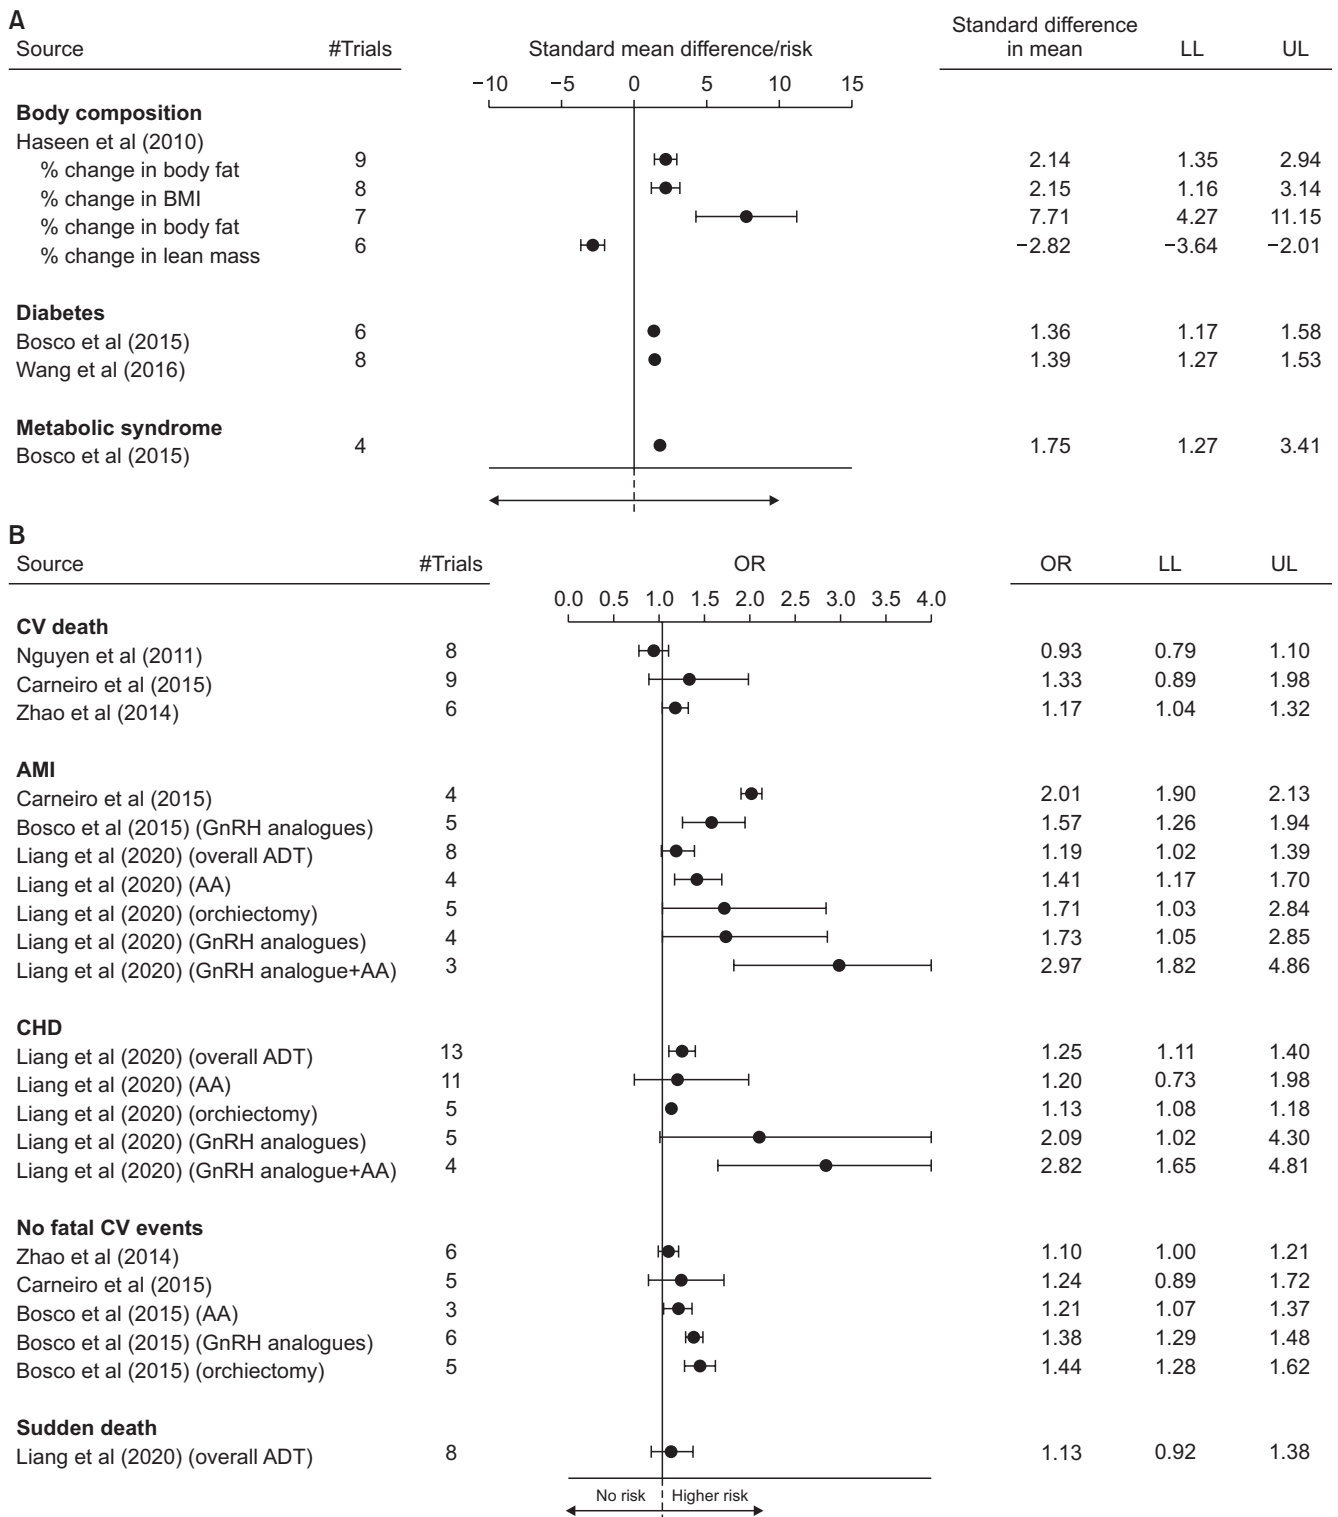 A
Source #Trials Standard mean difference/risk Standard difference in mean LL UL
−10 −5 0 5 10 15
Body composition
Haseen et al (2010)
% change in body fat 9 2.14 1.35 2.94
% change in BMI 8 2.15 1.16 3.14
% change in body fat 7 7.71 4.27 11.15
% change in lean mass 6 −2.82 −3.64 −2.01
Diabetes
Bosco et al (2015) 6 1.36 1.17 1.58
Wang et al (2016) 8 1.39 1.27 1.53
Metabolic syndrome
Bosco et al (2015) 4 1.75 1.27 3.41
B
Source #Trials OR OR LL UL
0.0 0.5 1.0 1.5 2.0 2.5 3.0 3.5 4.0
CV death
Nguyen et al (2011) 8 0.93 0.79 1.10
Carneiro et al (2015) 9 1.33 0.89 1.98
Zhao et al (2014) 6 1.17 1.04 1.32
AMI
Carneiro et al (2015) 4 2.01 1.90 2.13
Bosco et al (2015) (GnRH analogues) 5 1.57 1.26 1.94
Liang et al (2020) (overall ADT) 8 1.19 1.02 1.39
Liang et al (2020) (AA) 4 1.41 1.17 1.70
Liang et al (2020) (orchiectomy) 5 1.71 1.03 2.84
Liang et al (2020) (GnRH analogues) 4 1.73 1.05 2.85
Liang et al (2020) (GnRH analogue+AA) 3 2.97 1.82 4.86
CHD
Liang et al (2020) (overall ADT) 13 1.25 1.11 1.40
Liang et al (2020) (AA) 11 1.20 0.73 1.98
Liang et al (2020) (orchiectomy) 5 1.13 1.08 1.18
Liang et al (2020) (GnRH analogues) 5 2.09 1.02 4.30
Liang et al (2020) (GnRH analogue+AA) 4 2.82 1.65 4.81
No fatal CV events
Zhao et al (2014) 6 1.10 1.00 1.21
Carneiro et al (2015) 5 1.24 0.89 1.72
Bosco et al (2015) (AA) 3 1.21 1.07 1.37
Bosco et al (2015) (GnRH analogues) 6 1.38 1.29 1.48
Bosco et al (2015) (orchiectomy) 5 1.44 1.28 1.62
Sudden death
Liang et al (2020) (overall ADT) 8 1.13 0.92 1.38
No risk Higher risk